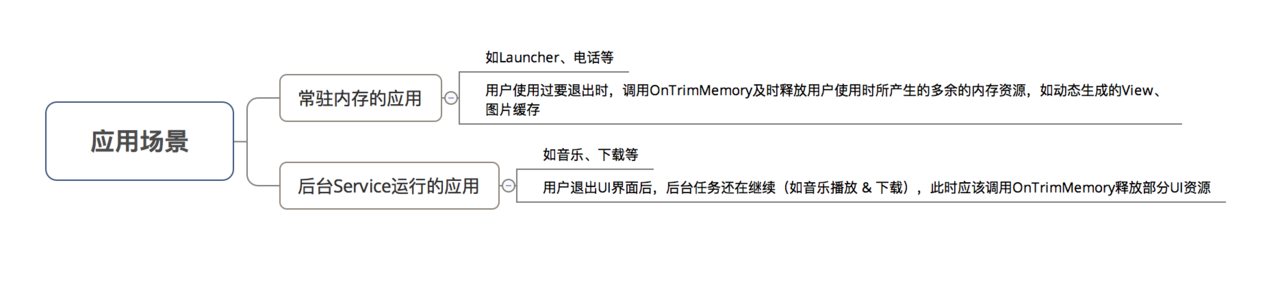 应用场景
常驻内存的应用
如Launcher、电话等
用户使用过要退出时，调用OnTrimMemory及时释放用户使用时所产生的多余的内存资源，如动态生成的View、
图片缓存
后台Service运行的应用
如音乐、下载等
用户退出UI界面后，后台任务还在继续（如音乐播放 & 下载），此时应该调用OnTrimMemory释放部分UI资源